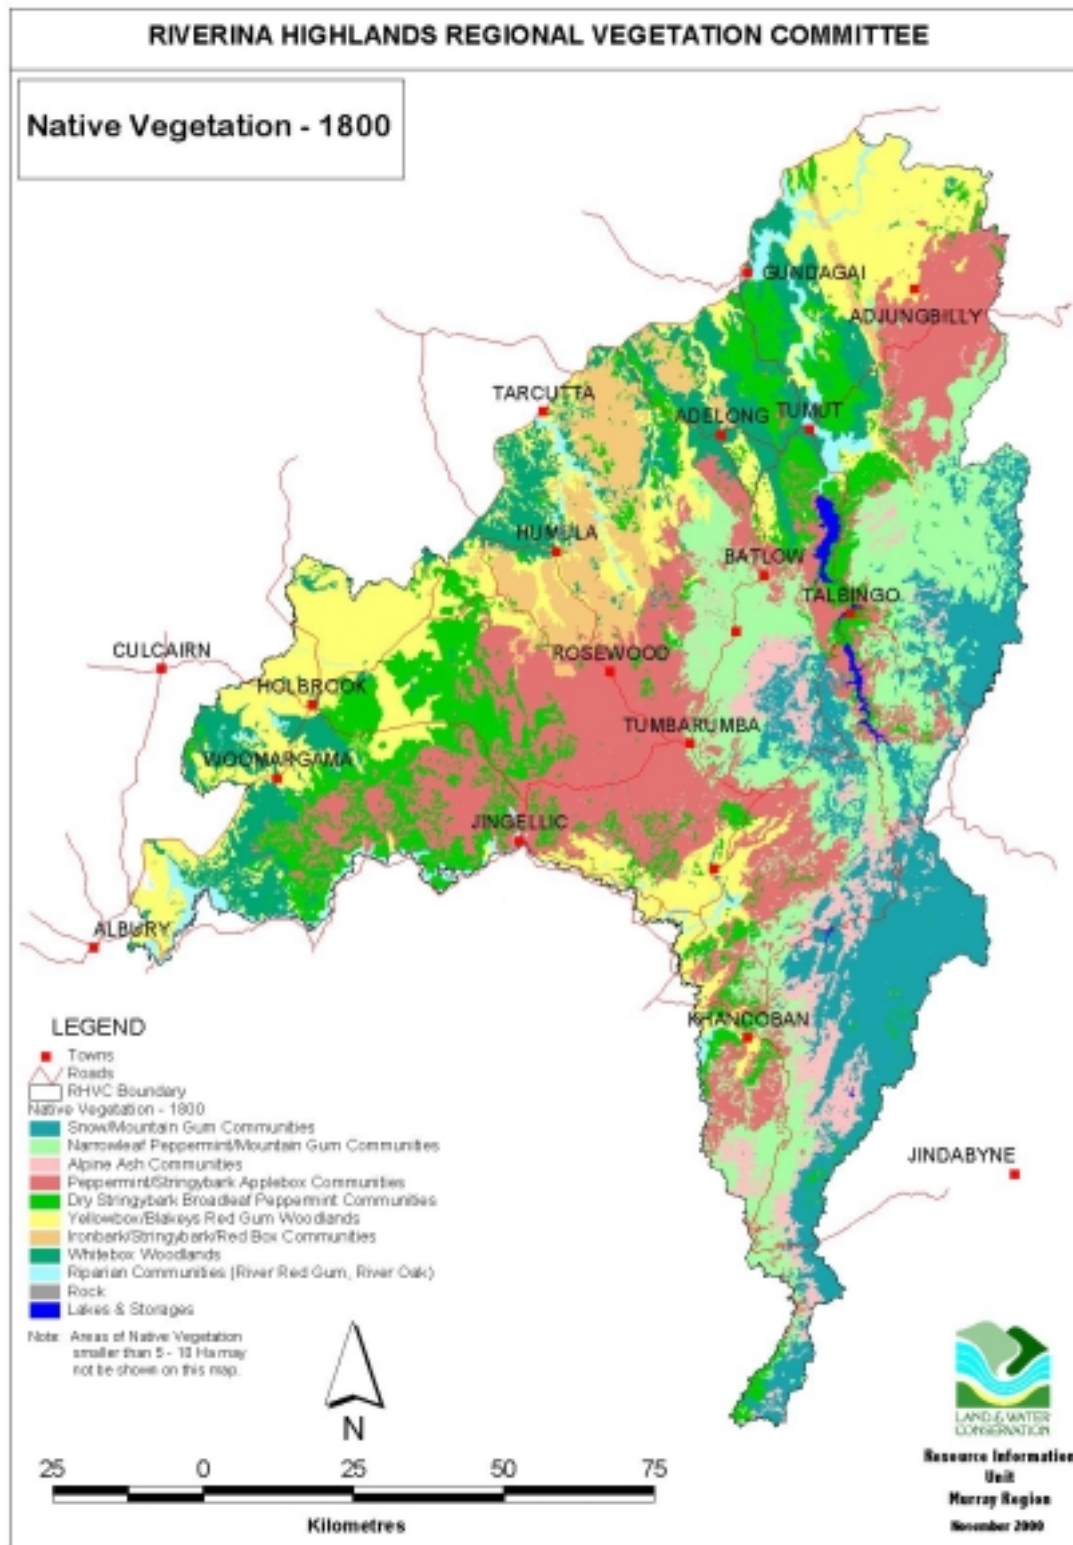 RIVERINA HIGHLANDS REGIONAL VEGETATION COMMITTEE
Native Vegetation - 1800
GUNDAGAI
ADJUNGBILLY
TARCUTTA
ADELONG
TUMUT
HUMULA
BATLOW
TALBINGO
CULCAIRN
ROSEWOOD
HOLBROOK
TUMBARUMBA
WOOMARGAMA
JINGELLIC
ALBURY
KHANCOBAN
JINDABYNE
LEGEND
Towns
Roads
RHVC Boundary
Native Vegetation - 1800
Snow/Mountain Gum Communities
Narrowleaf Peppermint/Mountain Gum Communities
Alpine Ash Communities
Peppermint/Stringybark Applebox Communities
Dry Stringybark Broadleaf Peppermint Communities
Yellowbox/Blakeys Red Gum Woodlands
Ironbark/Stringybark/Red Box Communities
Whitebox Woodlands
Riparian Communities (River Red Gum, River Oak)
Rock
Lakes & Storages
Note: Areas of Native Vegetation
smaller than 5 - 10 Ha may
not be shown on this map.
N
25 0 25 50 75
Kilometres
LAND & WATER
CONSERVATION
Resource Information
Unit
Murray Region
November 2000